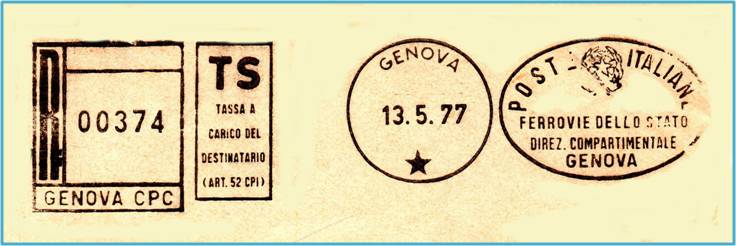 00374
GENOVA CPC
TS
TASSA A
CARICO DEL
DESTINATARIO
(ART. 52 CPI)
GENOVA
13.5.77
POSTE ITALIANE
FERROVIE DELLO STATO
DIREZ. COMPARTIMENTALE
GENOVA